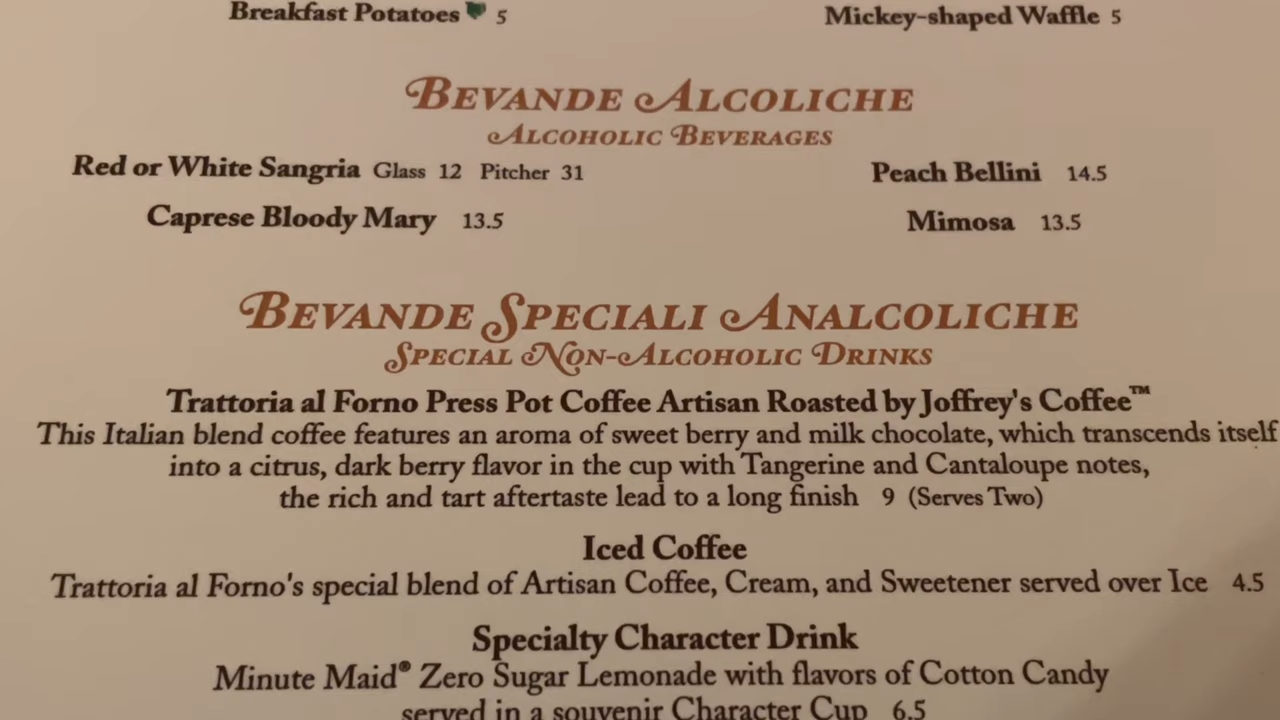 Breakfast Potatoes 5 Mickey-shaped Waffle 5
BEVANDE ALCOLICHE
ALCOHOLIC BEVERAGES
Red or White Sangria Glass 12 Pitcher 31 Peach Bellini 14.5
Caprese Bloody Mary 13.5 Mimosa 13.5
BEVANDE SPECIALI ANALCOLICHE
SPECIAL NON-ALCOHOLIC DRINKS
Trattoria al Forno Press Pot Coffee Artisan Roasted by Joffrey's Coffee™
This Italian blend coffee features an aroma of sweet berry and milk chocolate, which transcends itself
into a citrus, dark berry flavor in the cup with Tangerine and Cantaloupe notes,
the rich and tart aftertaste lead to a long finish 9 (Serves Two)
Iced Coffee
Trattoria al Forno's special blend of Artisan Coffee, Cream, and Sweetener served over Ice 4.5
Specialty Character Drink
Minute Maid® Zero Sugar Lemonade with flavors of Cotton Candy
served in a souvenir Character Cup 6.5